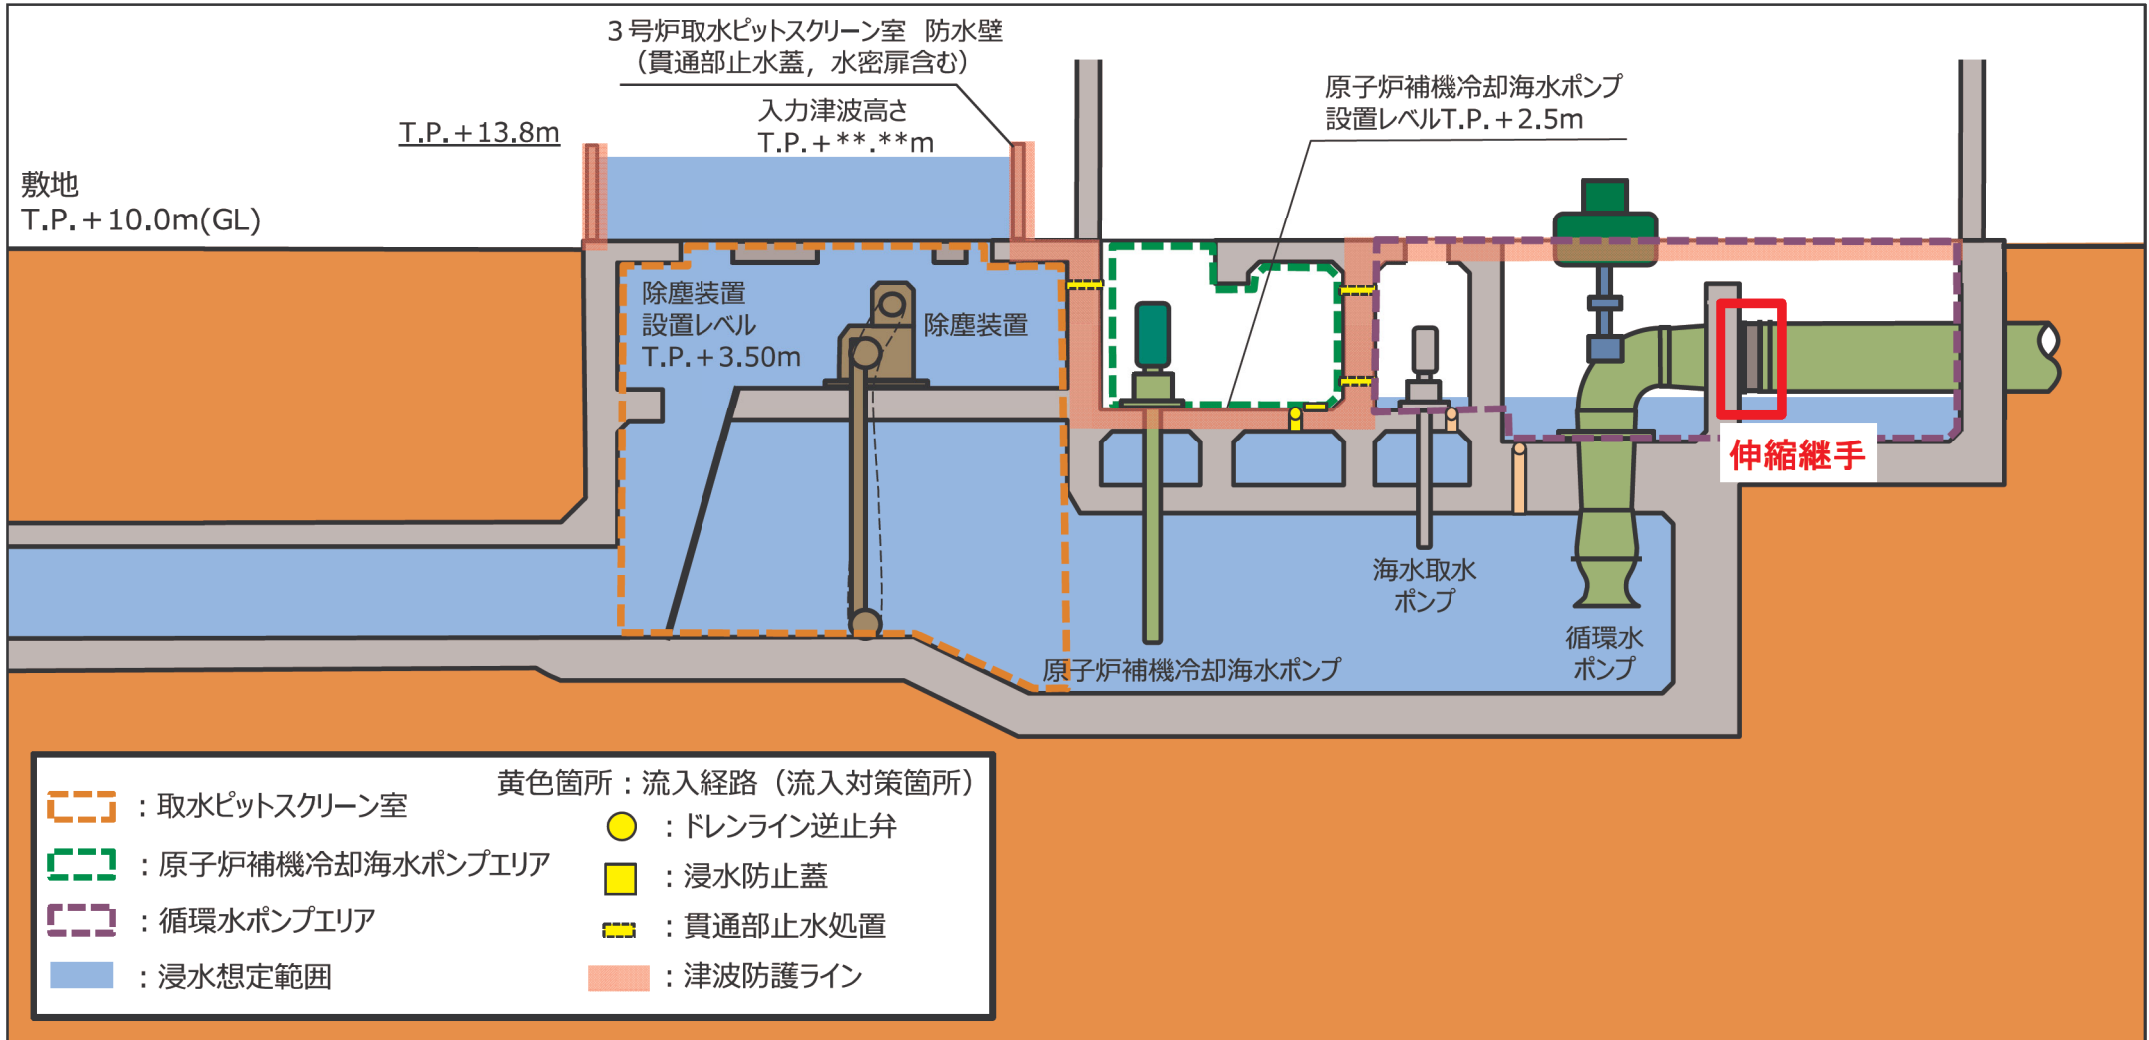 3号炉取水ピットスクリーン室 防水壁
（貫通部止水蓋，水密扉含む）
入力津波高さ
T.P.＋**.**m
T.P.＋13.8m
原子炉補機冷却海水ポンプ
設置レベルT.P.＋2.5m
敷地
T.P.＋10.0m(GL)
除塵装置
設置レベル
T.P.＋3.50m
除塵装置
伸縮継手
海水取水
ポンプ
循環水
ポンプ
原子炉補機冷却海水ポンプ
：取水ピットスクリーン室
：原子炉補機冷却海水ポンプエリア
：循環水ポンプエリア
：浸水想定範囲
黄色箇所：流入経路（流入対策箇所）
：ドレンライン逆止弁
：浸水防止蓋
：貫通部止水処置
：津波防護ライン